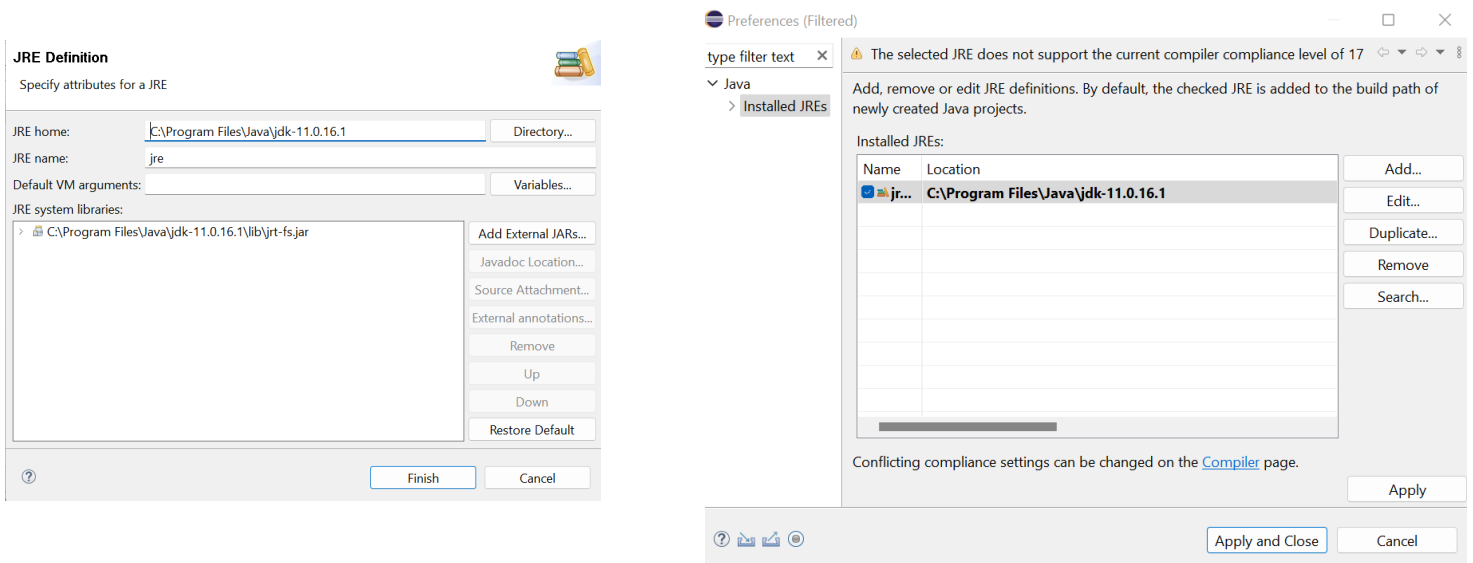 JRE Definition
Specify attributes for a JRE
JRE home:
C:\Program Files\Java\jdk-11.0.16.1
Directory...
JRE name:
jre
Default VM arguments:
Variables...
JRE system libraries:
C:\Program Files\Java\jdk-11.0.16.1\lib\jrt-fs.jar
Add External JARs...
Javadoc Location...
Source Attachment...
External annotations...
Remove
Up
Down
Restore Default
Finish
Cancel
Preferences (Filtered)
type filter text
Java
Installed JREs
The selected JRE does not support the current compiler compliance level of 17
Add, remove or edit JRE definitions. By default, the checked JRE is added to the build path of
newly created Java projects.
Installed JREs:
Name Location
jr... C:\Program Files\Java\jdk-11.0.16.1
Add...
Edit...
Duplicate...
Remove
Search...
Conflicting compliance settings can be changed on the Compiler page.
Apply
Apply and Close
Cancel